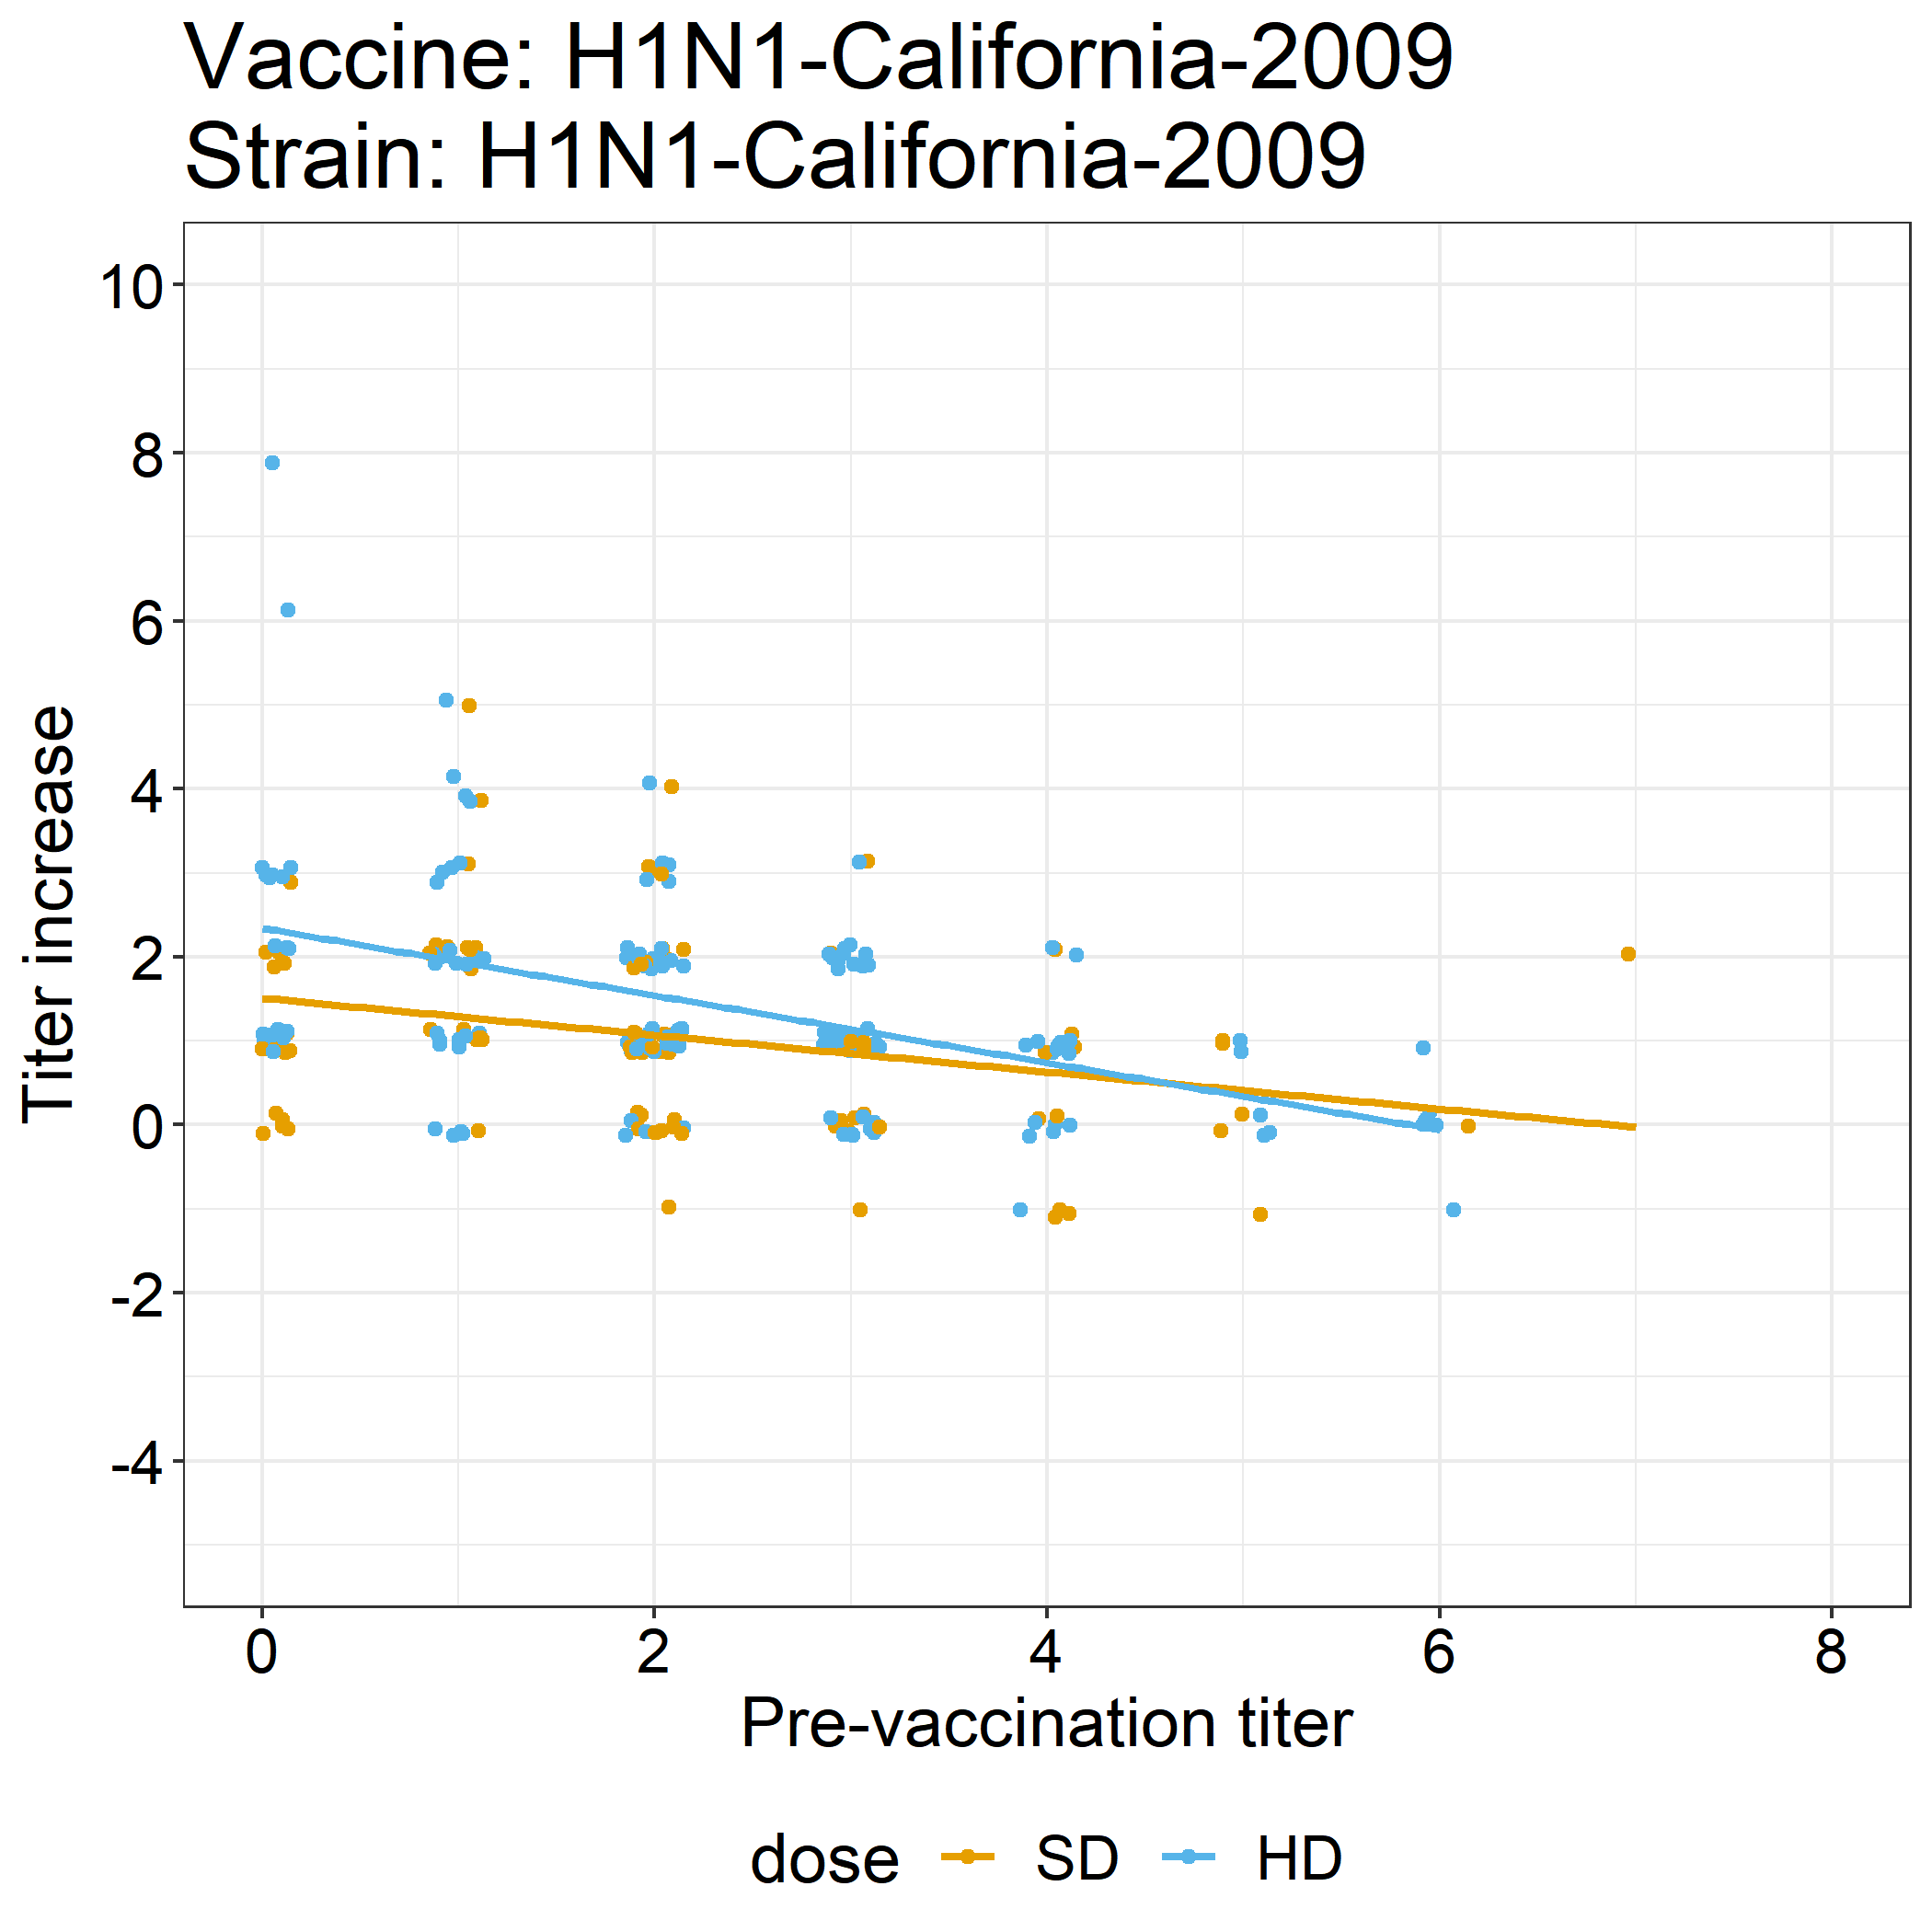 Vaccine: H1N1-California-2009
Strain: H1N1-California-2009
10
8
6
4
2
0
-2
-4
Titer increase
0 2 4 6 8
Pre-vaccination titer
dose SD HD